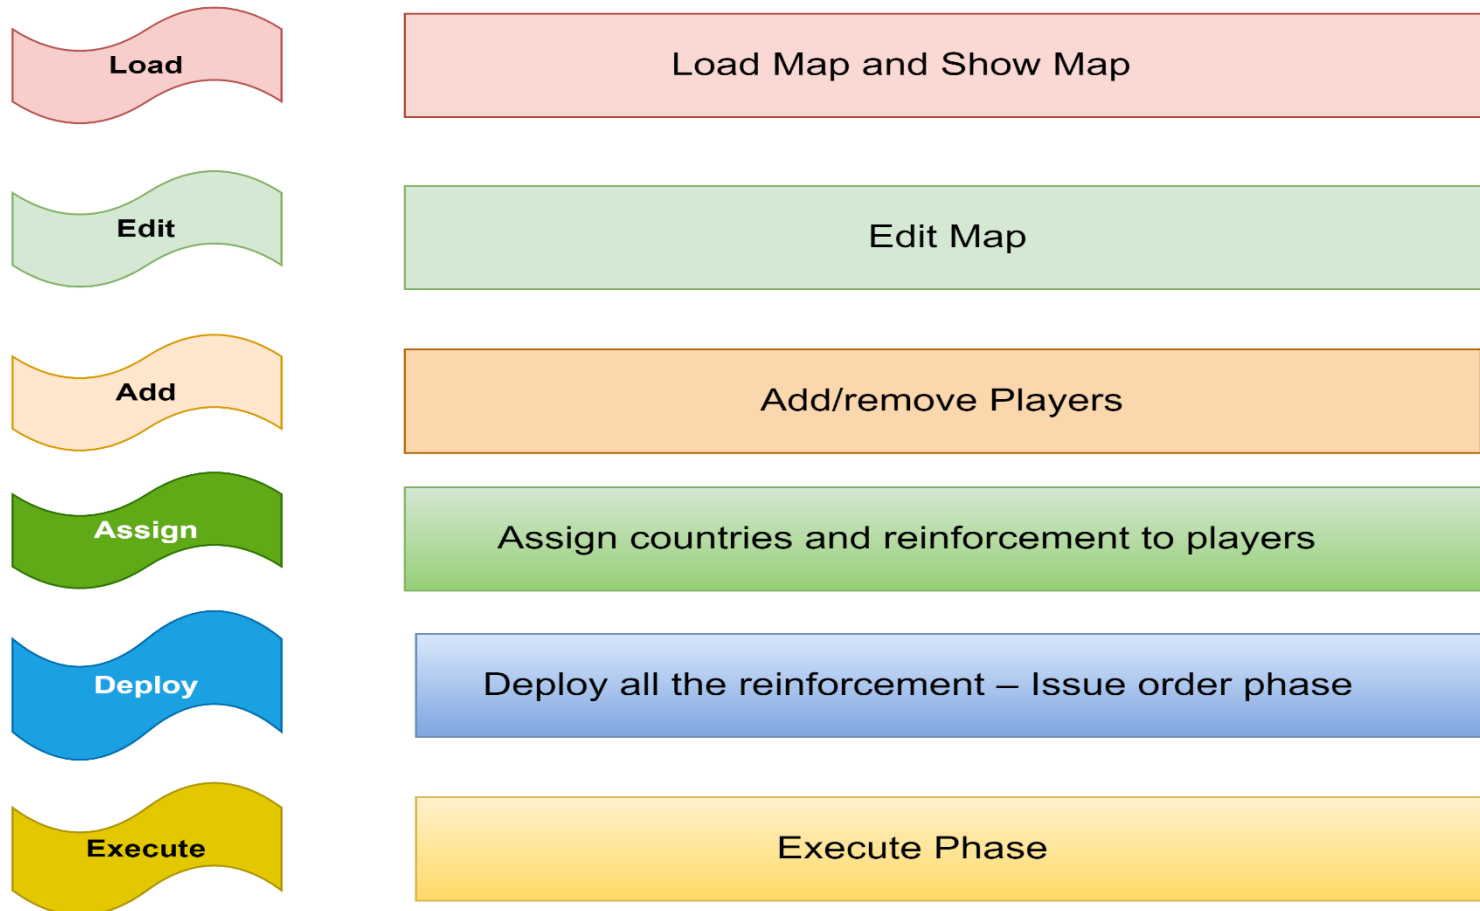 Load
Load Map and Show Map
Edit
Edit Map
Add
Add/remove Players
Assign
Assign countries and reinforcement to players
Deploy
Deploy all the reinforcement – Issue order phase
Execute
Execute Phase